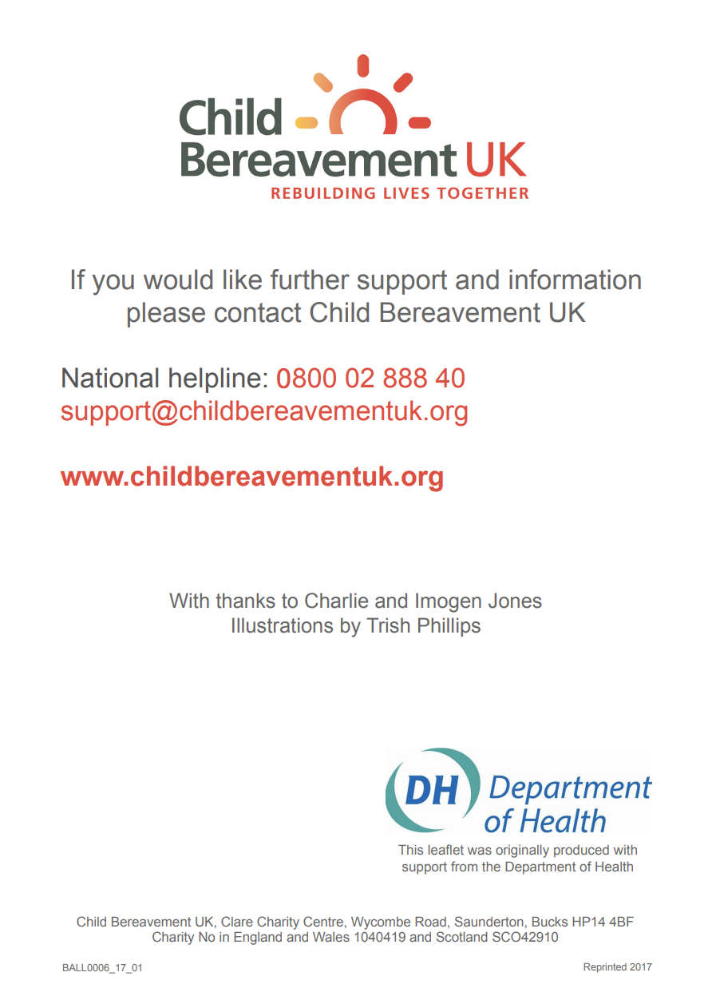 Child
Bereavement UK
REBUILDING LIVES TOGETHER
If you would like further support and information
please contact Child Bereavement UK
National helpline: 0800 02 888 40
support@childbereavementuk.org
www.childbereavementuk.org
With thanks to Charlie and Imogen Jones
Illustrations by Trish Phillips
DH Department
of Health
This leaflet was originally produced with
support from the Department of Health
Child Bereavement UK, Clare Charity Centre, Wycombe Road, Saunderton, Bucks HP14 4BF
Charity No in England and Wales 1040419 and Scotland SCO42910
BALL0006_17_01
Reprinted 2017